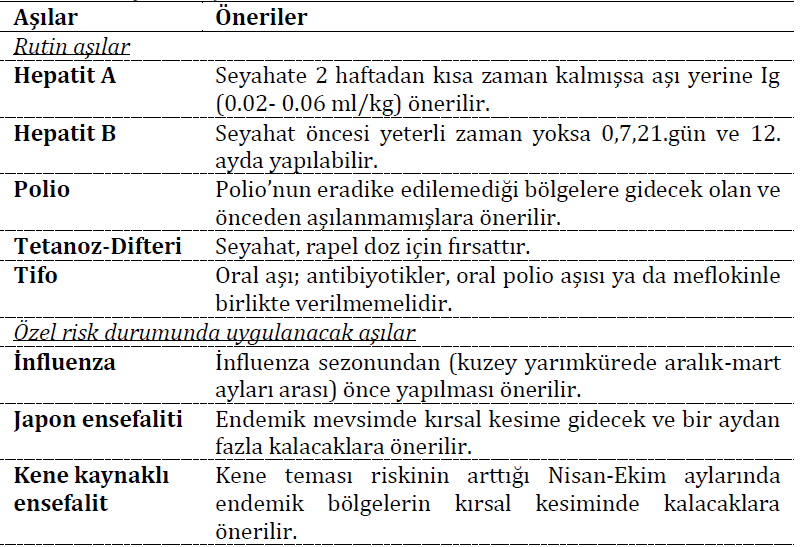 Aşılar Öneriler
Rutin aşılar
Hepatit A Seyahate 2 haftadan kısa zaman kalmışsa aşı yerine Ig
(0.02- 0.06 ml/kg) önerilir.
Hepatit B Seyahat öncesi yeterli zaman yoksa 0,7,21.gün ve 12.
ayda yapılabilir.
Polio Polio’nun eradike edilemediği bölgelere gidecek olan ve
önceden aşılanmamışlara önerilir.
Tetanoz-Difteri Seyahat, rapel doz için fırsattır.
Tifo Oral aşı; antibiyotikler, oral polio aşısı ya da meflokinle
birlikte verilmemelidir.
Özel risk durumunda uygulanacak aşılar
İnfluenza İnfluenza sezonundan (kuzey yarımkürede aralık-mart
ayları arası) önce yapılması önerilir.
Japon ensefaliti Endemik mevsimde kırsal kesime gidecek ve bir aydan
fazla kalacaklara önerilir.
Kene kaynaklı Kene teması riskinin arttığı Nisan-Ekim aylarında
ensefalit endemik bölgelerin kırsal kesiminde kalacaklara
önerilir.